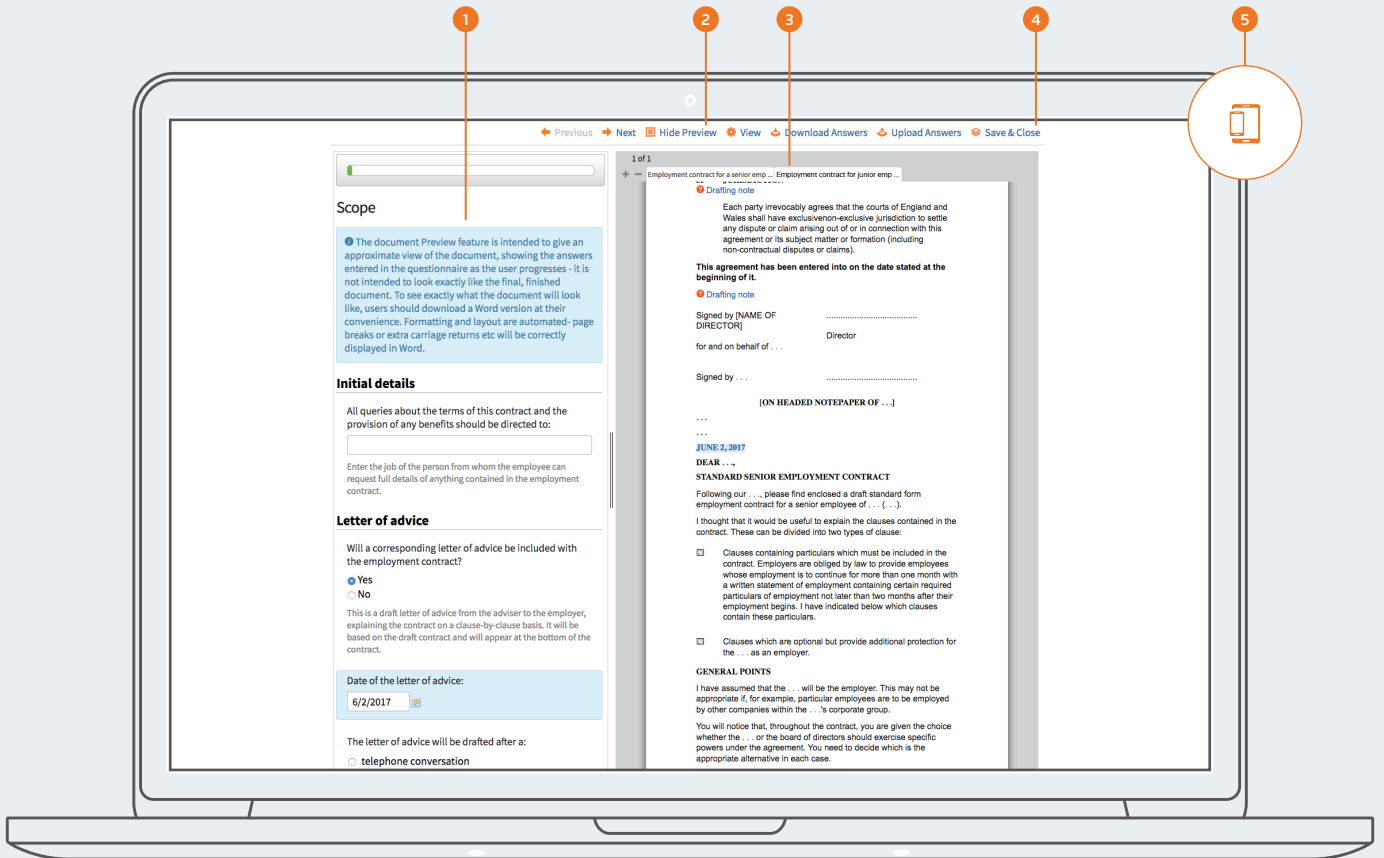 1
2
3
4
5
Previous
Next
Hide Preview
View
Download Answers
Upload Answers
Save & Close
Scope
The document Preview feature is intended to give an
approximate view of the document, showing the answers
entered in the questionnaire as the user progresses - it is
not intended to look exactly like the final, finished
document. To see exactly what the document will look
like, users should download a Word version at their
convenience. Formatting and layout are automated- page
breaks or extra carriage returns etc will be correctly
displayed in Word.
Initial details
All queries about the terms of this contract and the
provision of any benefits should be directed to:
Enter the job of the person from whom the employee can
request full details of anything contained in the employment
contract.
Letter of advice
Will a corresponding letter of advice be included with
the employment contract?
Yes
No
This is a draft letter of advice from the adviser to the employer,
explaining the contract on a clause-by-clause basis. It will be
based on the draft contract and will appear at the bottom of the
contract.
Date of the letter of advice:
6/2/2017
The letter of advice will be drafted after a:
telephone conversation
1 of 1
+ −
Employment contract for a senior emp ...
Employment contract for junior emp ...
? Drafting note
Each party irrevocably agrees that the courts of England and
Wales shall have exclusivenon-exclusive jurisdiction to settle
any dispute or claim arising out of or in connection with this
agreement or its subject matter or formation (including
non-contractual disputes or claims).
This agreement has been entered into on the date stated at the
beginning of it.
? Drafting note
Signed by [NAME OF
DIRECTOR]
.......................................
Director
for and on behalf of . . .
Signed by . . .
.......................................
[ON HEADED NOTEPAPER OF . . .]
. . .
. . .
JUNE 2, 2017
DEAR . . .,
STANDARD SENIOR EMPLOYMENT CONTRACT
Following our . . ., please find enclosed a draft standard form
employment contract for a senior employee of . . . (. . .).
I thought that it would be useful to explain the clauses contained in the
contract. These can be divided into two types of clause:
Clauses containing particulars which must be included in the
contract. Employers are obliged by law to provide employees
whose employment is to continue for more than one month with
a written statement of employment containing certain required
particulars of employment not later than two months after their
employment begins. I have indicated below which clauses
contain these particulars.
Clauses which are optional but provide additional protection for
the . . . as an employer.
GENERAL POINTS
I have assumed that the . . . will be the employer. This may not be
appropriate if, for example, particular employees are to be employed
by other companies within the . . .'s corporate group.
You will notice that, throughout the contract, you are given the choice
whether the . . . or the board of directors should exercise specific
powers under the agreement. You need to decide which is the
appropriate alternative in each case.